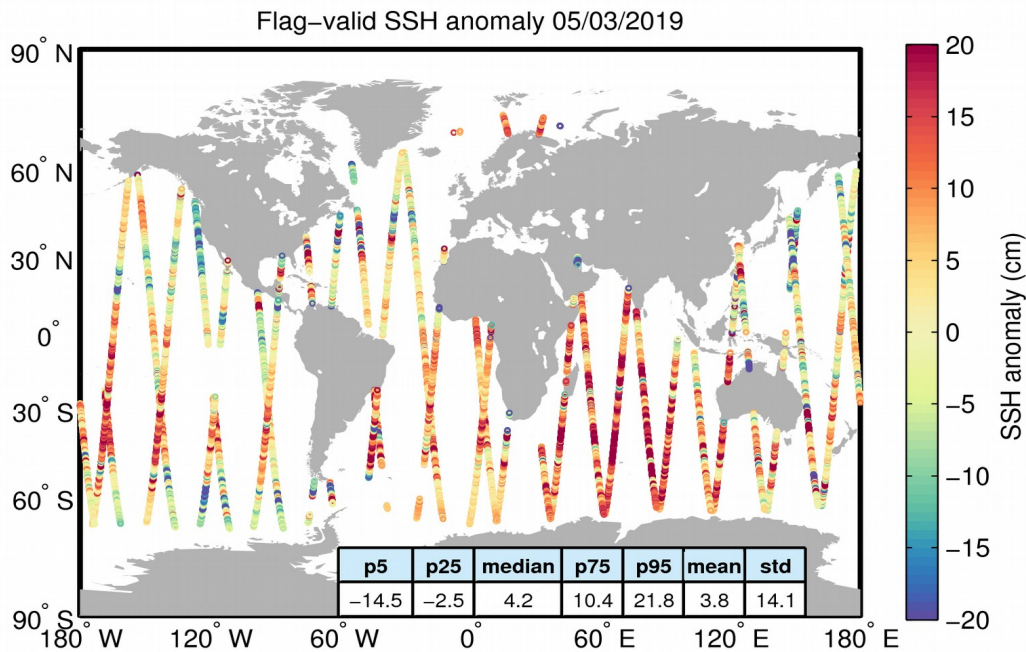 Flag−valid SSH anomaly 05/03/2019
90° N
60° N
30° N
0°
30° S
60° S
90° S
180° W
120° W
60° W
0°
60° E
120° E
180° E
p5 p25 median p75 p95 mean std
−14.5 −2.5 4.2 10.4 21.8 3.8 14.1
20
15
10
5
0
−5
−10
−15
−20
SSH anomaly (cm)